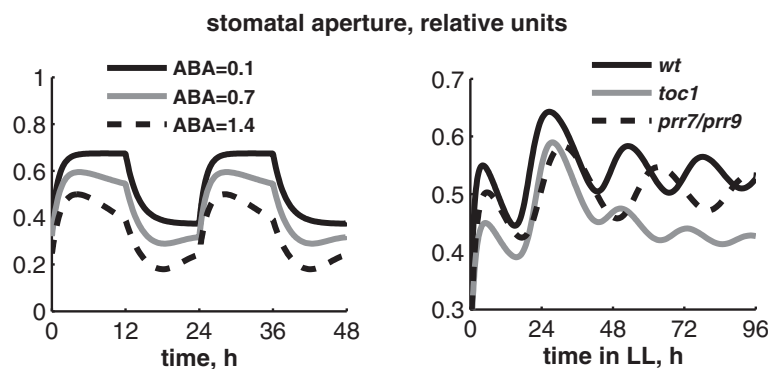 stomatal aperture, relative units
ABA=0.1
ABA=0.7
ABA=1.4
1
0.8
0.6
0.4
0.2
0
0 12 24 36 48
time, h
wt
toc1
prr7/prr9
0.7
0.6
0.5
0.4
0.3
0 24 48 72 96
time in LL, h